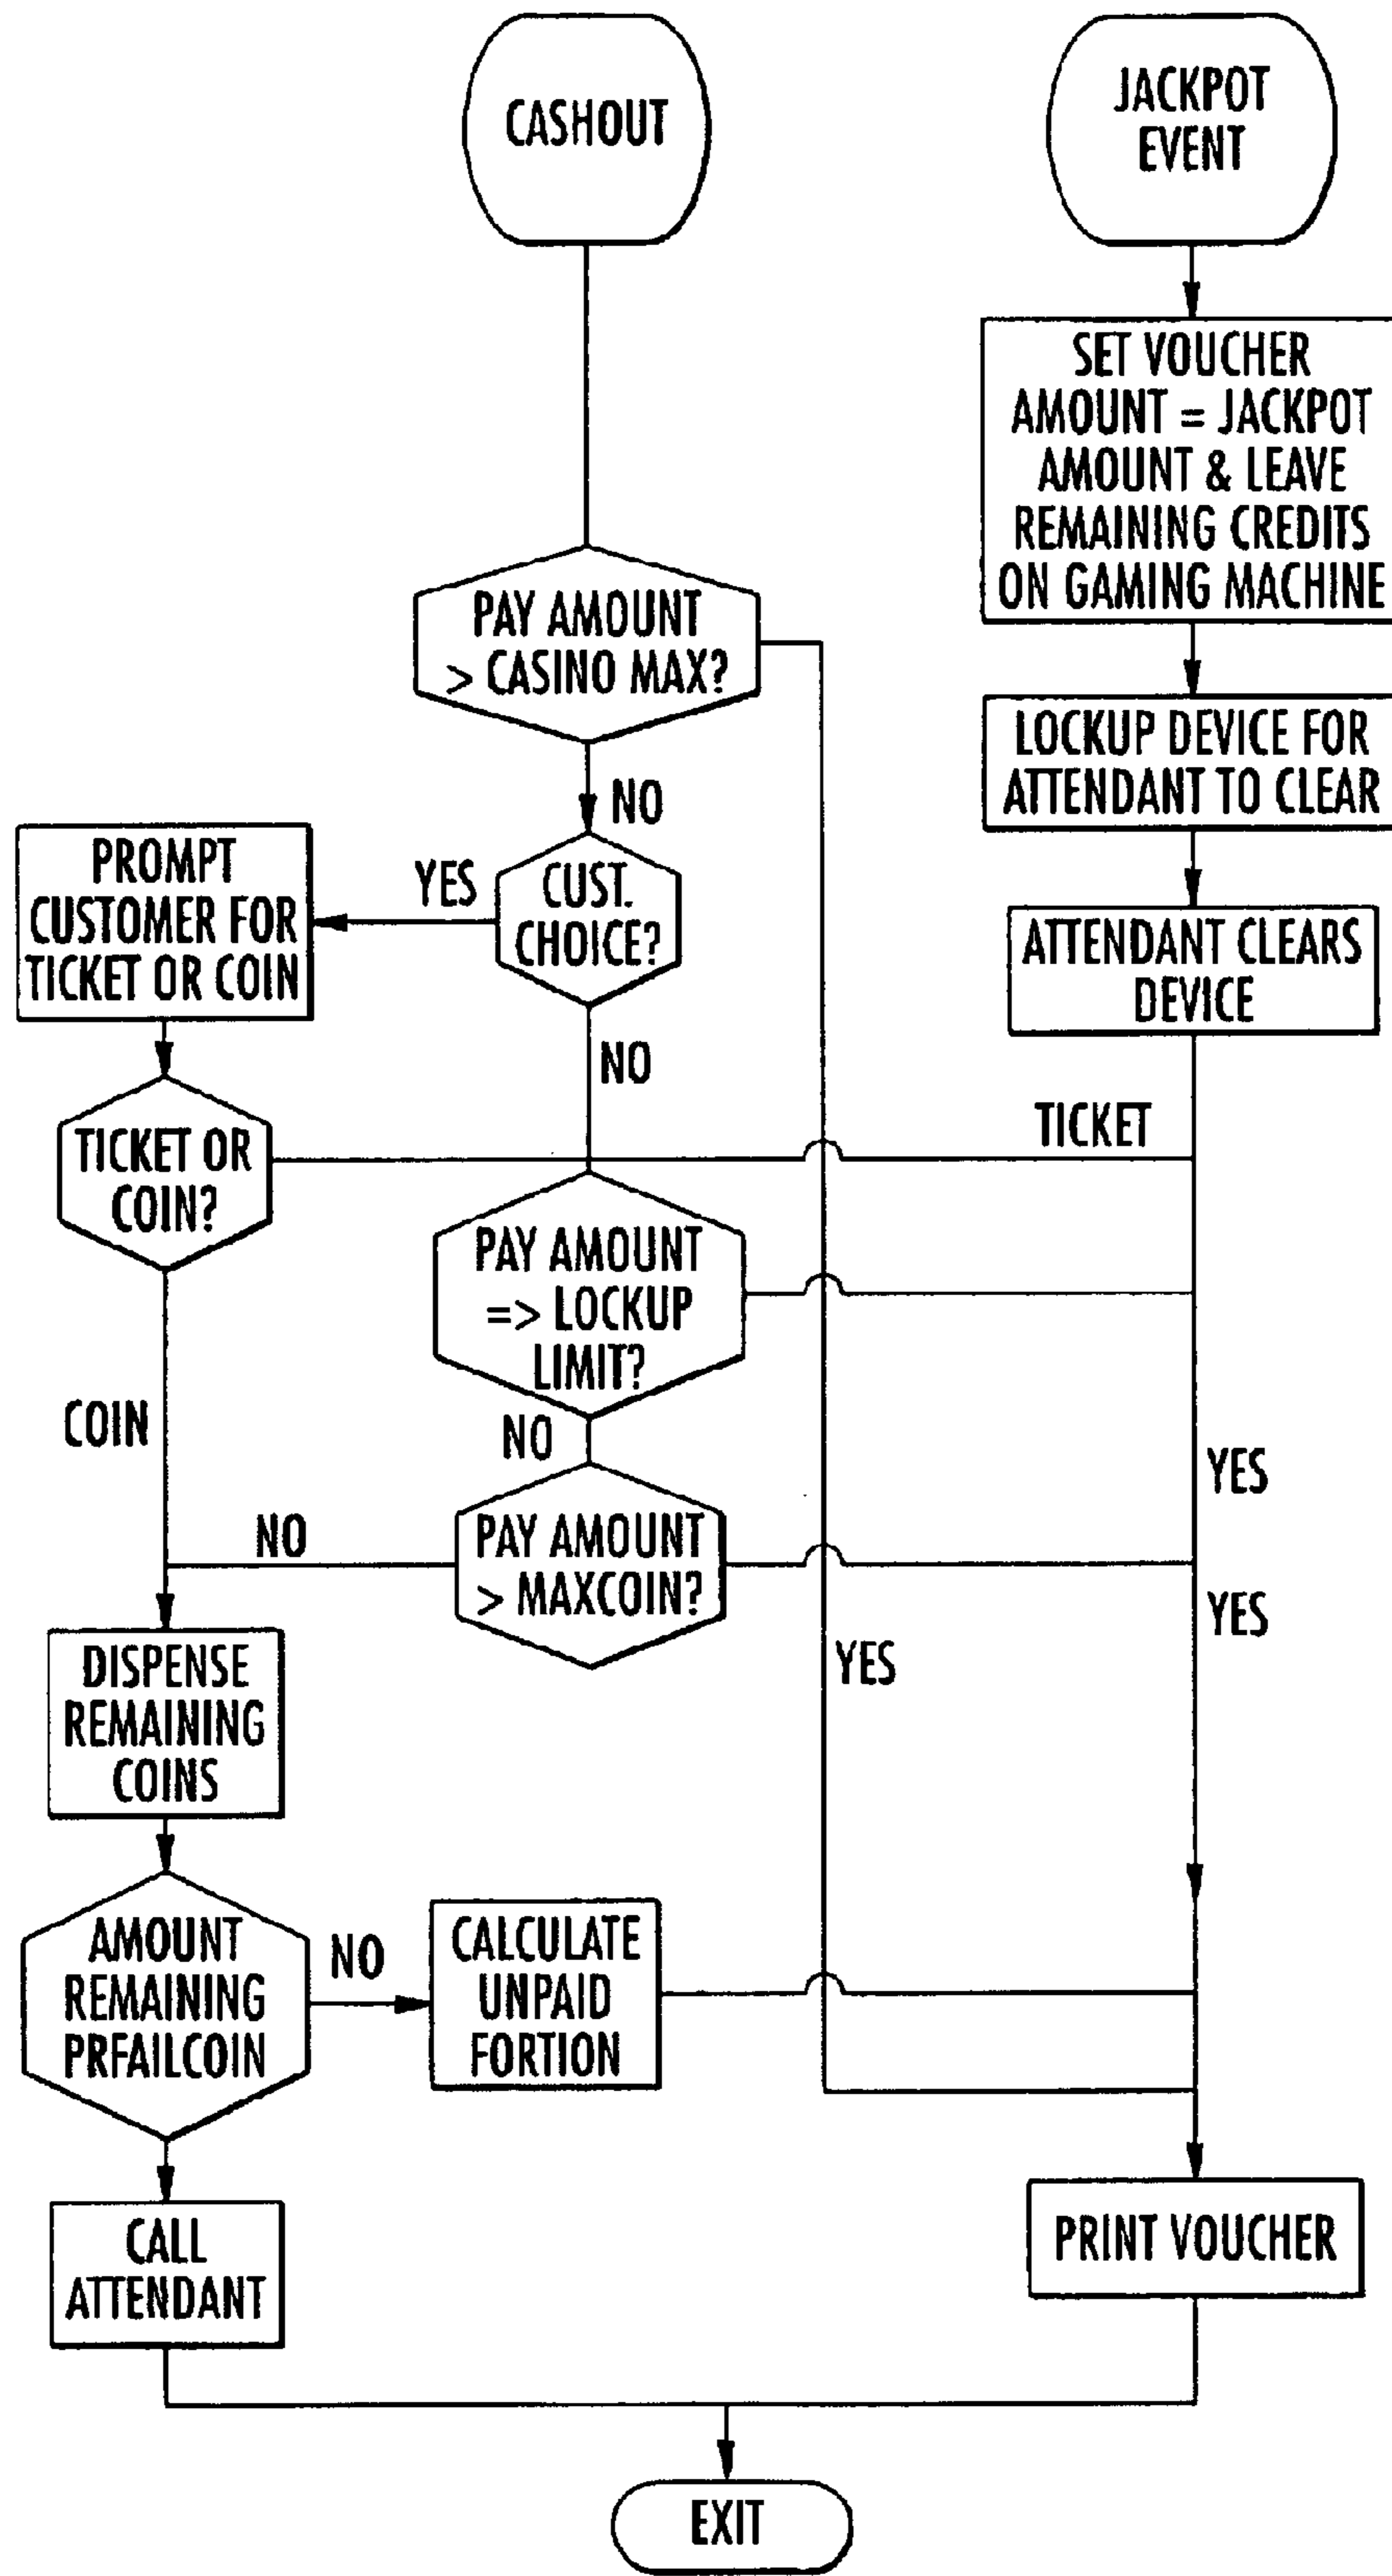 CASHOUT
JACKPOT
EVENT
SET VOUCHER
AMOUNT = JACKPOT
AMOUNT & LEAVE
REMAINING CREDITS
ON GAMING MACHINE
PAY AMOUNT
> CASINO MAX?
LOCKUP DEVICE FOR
ATTENDANT TO CLEAR
NO
PROMPT
CUSTOMER FOR
TICKET OR COIN
YES
CUST.
CHOICE?
ATTENDANT CLEARS
DEVICE
NO
TICKET
TICKET OR
COIN?
PAY AMOUNT
=> LOCKUP
LIMIT?
COIN
NO
YES
NO
PAY AMOUNT
> MAXCOIN?
YES
YES
DISPENSE
REMAINING
COINS
AMOUNT
REMAINING
PRFAILCOIN
NO
CALCULATE
UNPAID
FORTION
CALL
ATTENDANT
PRINT VOUCHER
EXIT